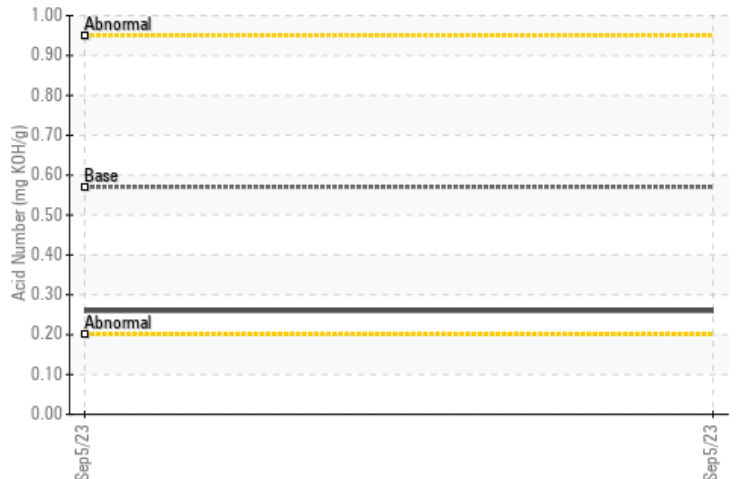 1.00
Abnormal
0.90
0.80
0.70
0.60
Base
0.50
0.40
0.30
Abnormal
0.20
0.10
0.00
Acid Number (mg KOH/g)
Sep5/23
Sep5/23